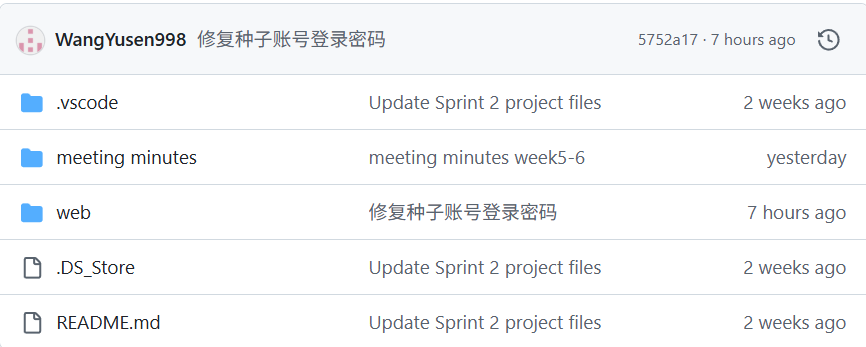 WangYusen998 修复种子账号登录密码 5752a17 · 7 hours ago
.vscode Update Sprint 2 project files 2 weeks ago
meeting minutes meeting minutes week5-6 yesterday
web 修复种子账号登录密码 7 hours ago
.DS_Store Update Sprint 2 project files 2 weeks ago
README.md Update Sprint 2 project files 2 weeks ago